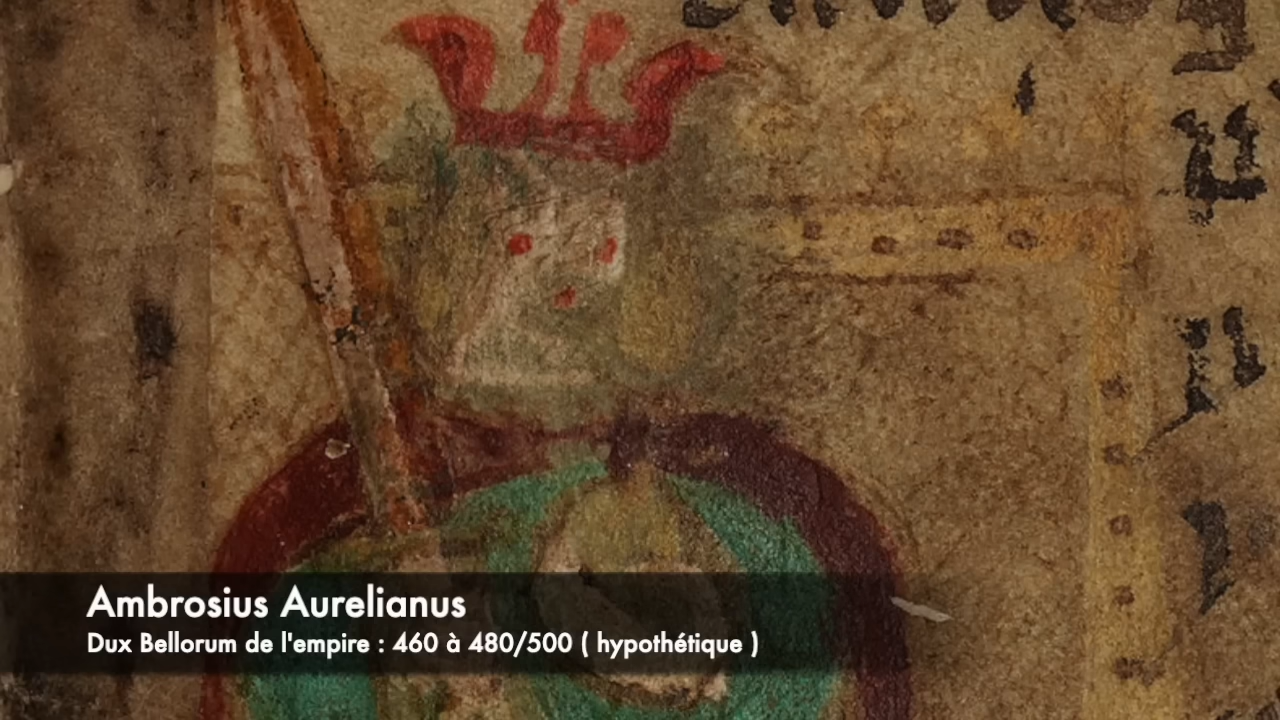 Ambrosius Aurelianus
Dux Bellorum de l'empire : 460 à 480/500 ( hypothétique )